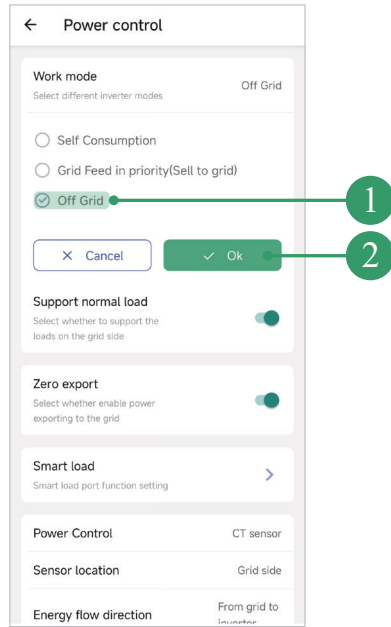 Power control
Work mode
Off Grid
Select different inverter modes
Self Consumption
Grid Feed in priority(Sell to grid)
Off Grid
1
Cancel
Ok
2
Support normal load
Select whether to support the
loads on the grid side
Zero export
Select whether enable power
exporting to the grid
Smart load
Smart load port function setting
Power Control
CT sensor
Sensor location
Grid side
Energy flow direction
From grid to
inverter